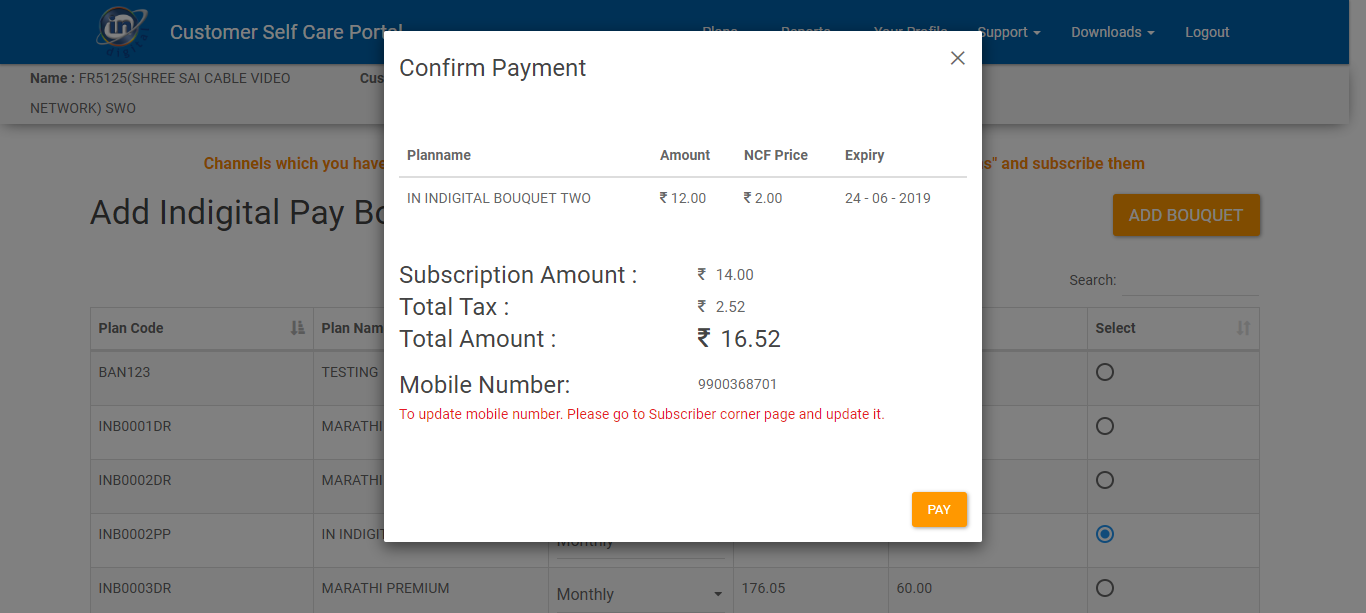 in
digital
Customer Self Care Portal
Plans Reports Your Profile Support Downloads Logout
Name : FR5125(SHREE SAI CABLE VIDEO
NETWORK) SWO
Confirm Payment
Channels which you have
s" and subscribe them
Planname Amount NCF Price Expiry
IN INDIGITAL BOUQUET TWO ₹ 12.00 ₹ 2.00 24 - 06 - 2019
Add Indigital Pay
ADD BOUQUET
Subscription Amount : ₹ 14.00
Total Tax : ₹ 2.52
Total Amount : ₹ 16.52
Search:
Plan Code Plan Nam Select
Mobile Number: 9900368701
To update mobile number. Please go to Subscriber corner page and update it.
BAN123 TESTING
INB0001DR MARATHI
INB0002DR MARATHI
PAY
INB0002PP IN INDIGIT Monthly
INB0003DR MARATHI PREMIUM Monthly 176.05 60.00